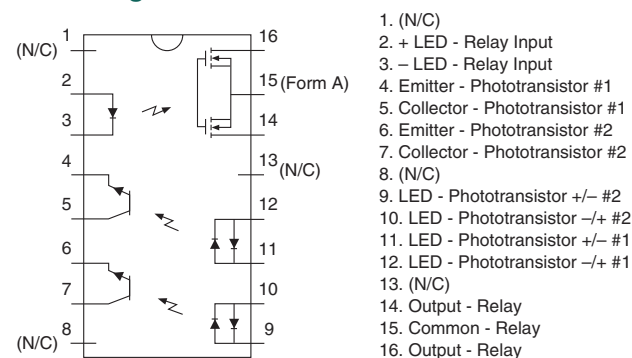 1
(N/C)
2
3
4
5
6
7
8
(N/C)
16
15 (Form A)
14
13
(N/C)
12
11
10
9
1. (N/C)
2. + LED - Relay Input
3. – LED - Relay Input
4. Emitter - Phototransistor #1
5. Collector - Phototransistor #1
6. Emitter - Phototransistor #2
7. Collector - Phototransistor #2
8. (N/C)
9. LED - Phototransistor +/– #2
10. LED - Phototransistor –/+ #2
11. LED - Phototransistor +/– #1
12. LED - Phototransistor –/+ #1
13. (N/C)
14. Output - Relay
15. Common - Relay
16. Output - Relay